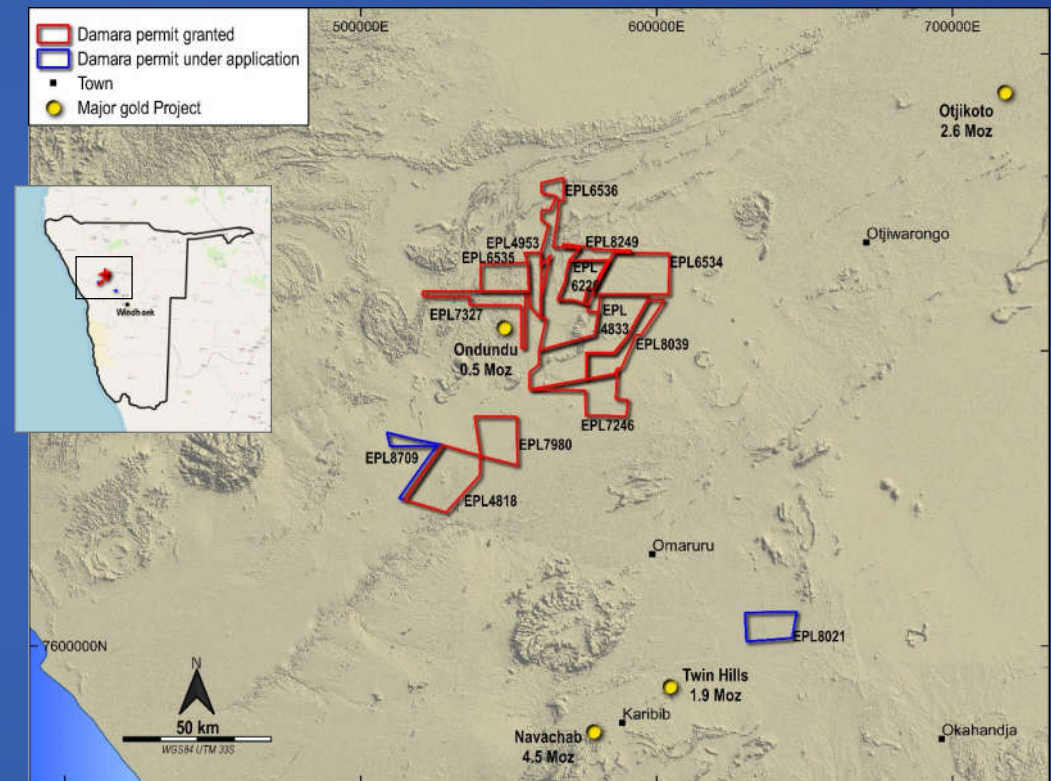 Damara permit granted
Damara permit under application
Town
Major gold Project
500000E
600000E
700000E
Otjikoto
2.6 Moz
EPL6536
Otjiwarongo
EPL4953
EPL8249
EPL6535
EPL
6226
EPL6534
EPL7327
EPL
4833
EPL8039
Windhoek
Ondundu
0.5 Moz
EPL7246
EPL7980
EPL8709
EPL4818
Omaruru
EPL8021
7600000N
N
50 km
WGS84 UTM 33S
Twin Hills
1.9 Moz
Karibib
Navachab
4.5 Moz
Okahandja